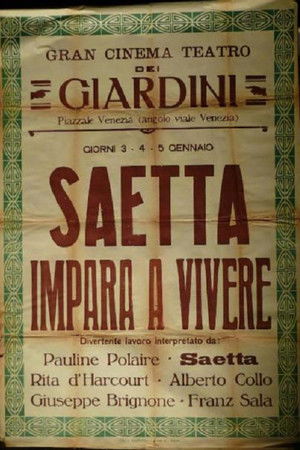 GRAN CINEMA TEATRO
DEI
GIARDINI
Piazzale Venezia (angolo viale Venezia)
GIORNI 3 - 4 - 5 GENNAIO
SAETTA
IMPARA A VIVERE
Divertente lavoro interpretato da:
Pauline Polaire · Saetta
Rita d'Harcourt · Alberto Collo
Giuseppe Brignone · Franz Sala